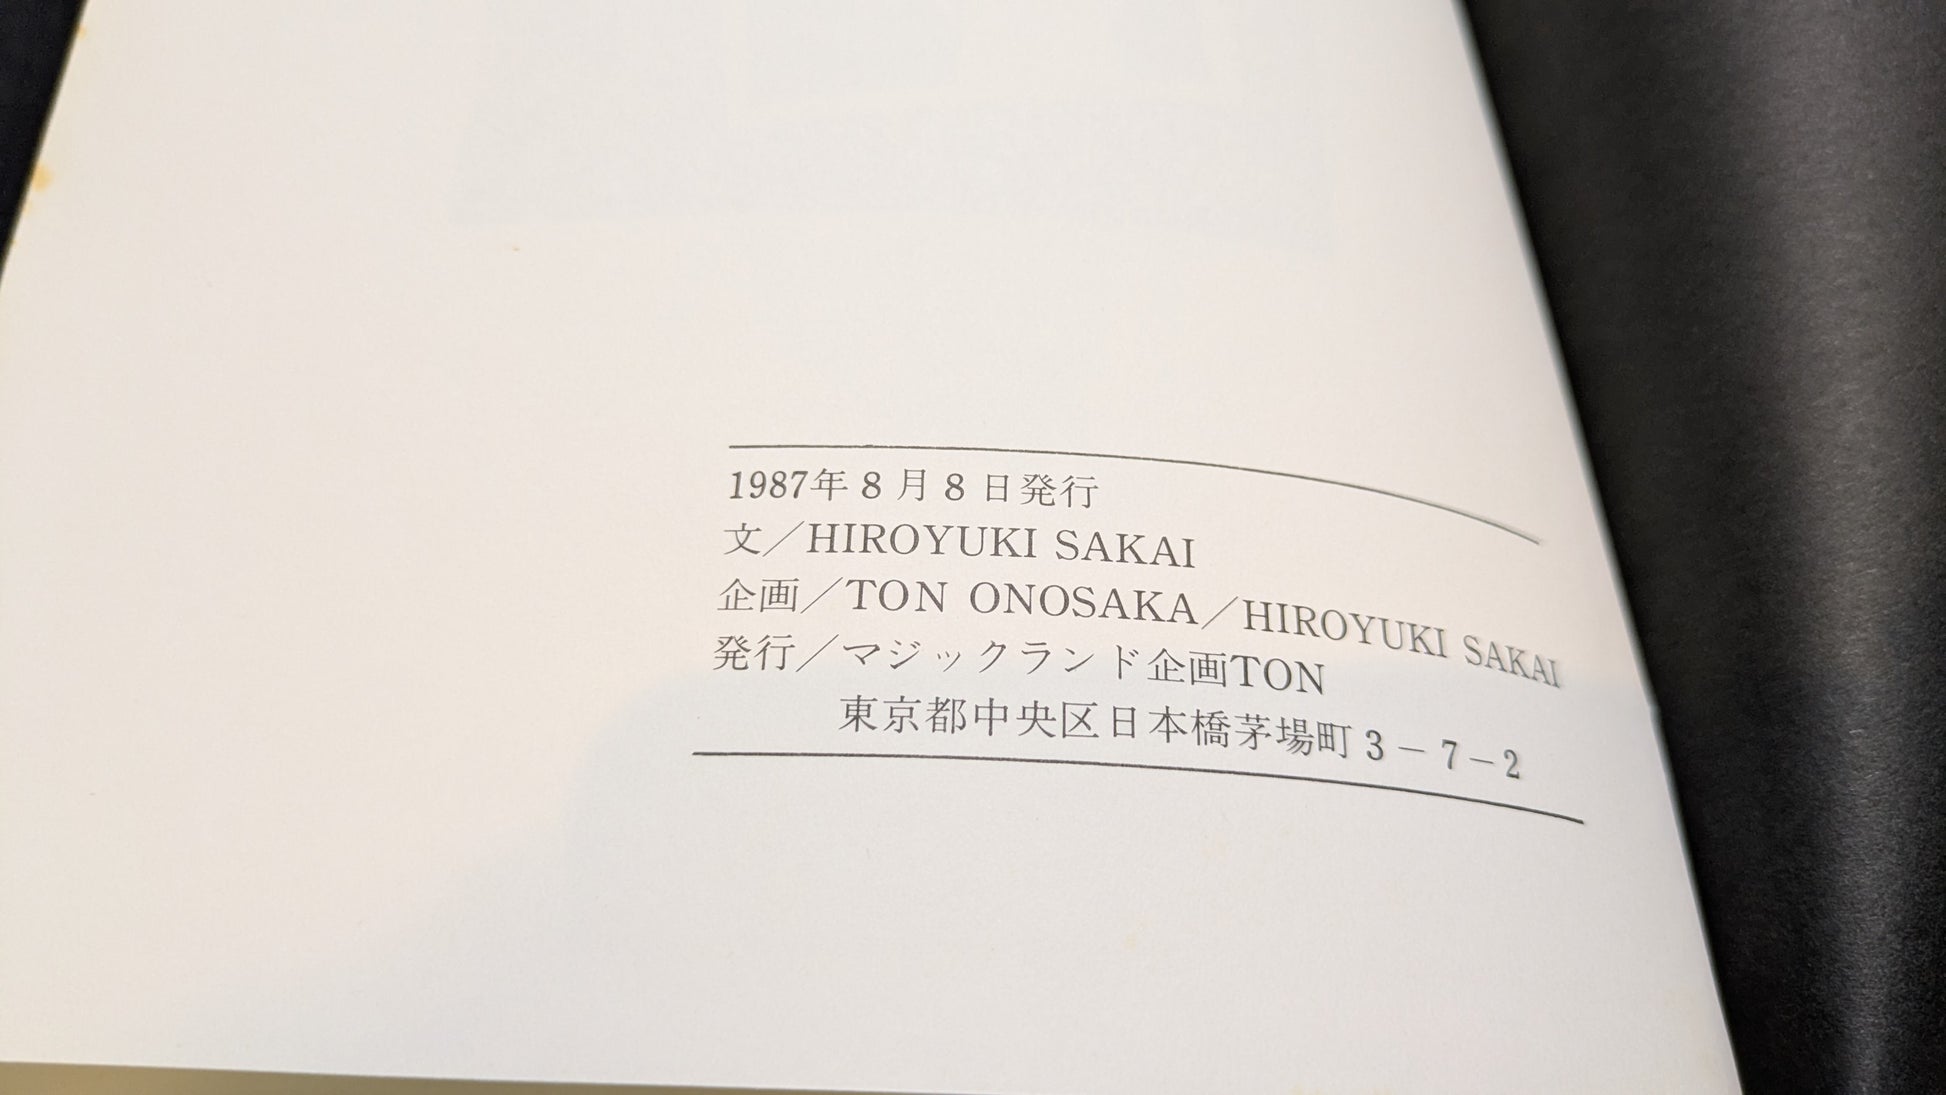 1987年8月8日発行
文／HIROYUKI SAKAI
企画／TON ONOSAKA／HIROYUKI SAKAI
発行／マジックランド企画TON
東京都中央区日本橋茅場町3－7－2